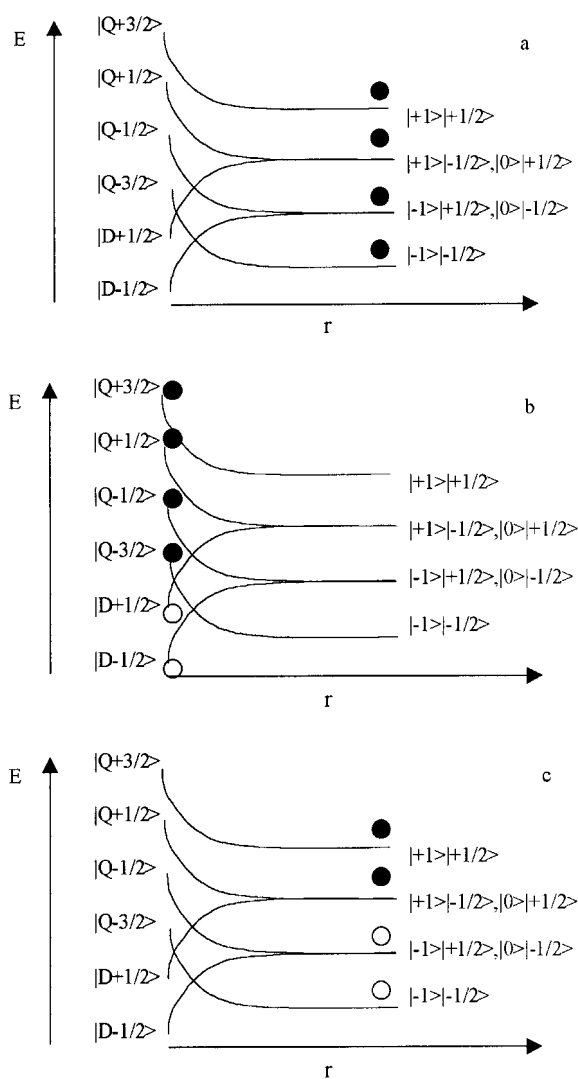 E
a
|Q+3/2>
|Q+1/2>
|Q-1/2>
|Q-3/2>
|D+1/2>
|D-1/2>
|+1>|+1/2>
|+1>|-1/2>,|0>|+1/2>
|-1>|+1/2>,|0>|-1/2>
|-1>|-1/2>
r
E
b
|Q+3/2>
|Q+1/2>
|Q-1/2>
|Q-3/2>
|D+1/2>
|D-1/2>
|+1>|+1/2>
|+1>|-1/2>,|0>|+1/2>
|-1>|+1/2>,|0>|-1/2>
|-1>|-1/2>
r
E
c
|Q+3/2>
|Q+1/2>
|Q-1/2>
|Q-3/2>
|D+1/2>
|D-1/2>
|+1>|+1/2>
|+1>|-1/2>,|0>|+1/2>
|-1>|+1/2>,|0>|-1/2>
|-1>|-1/2>
r